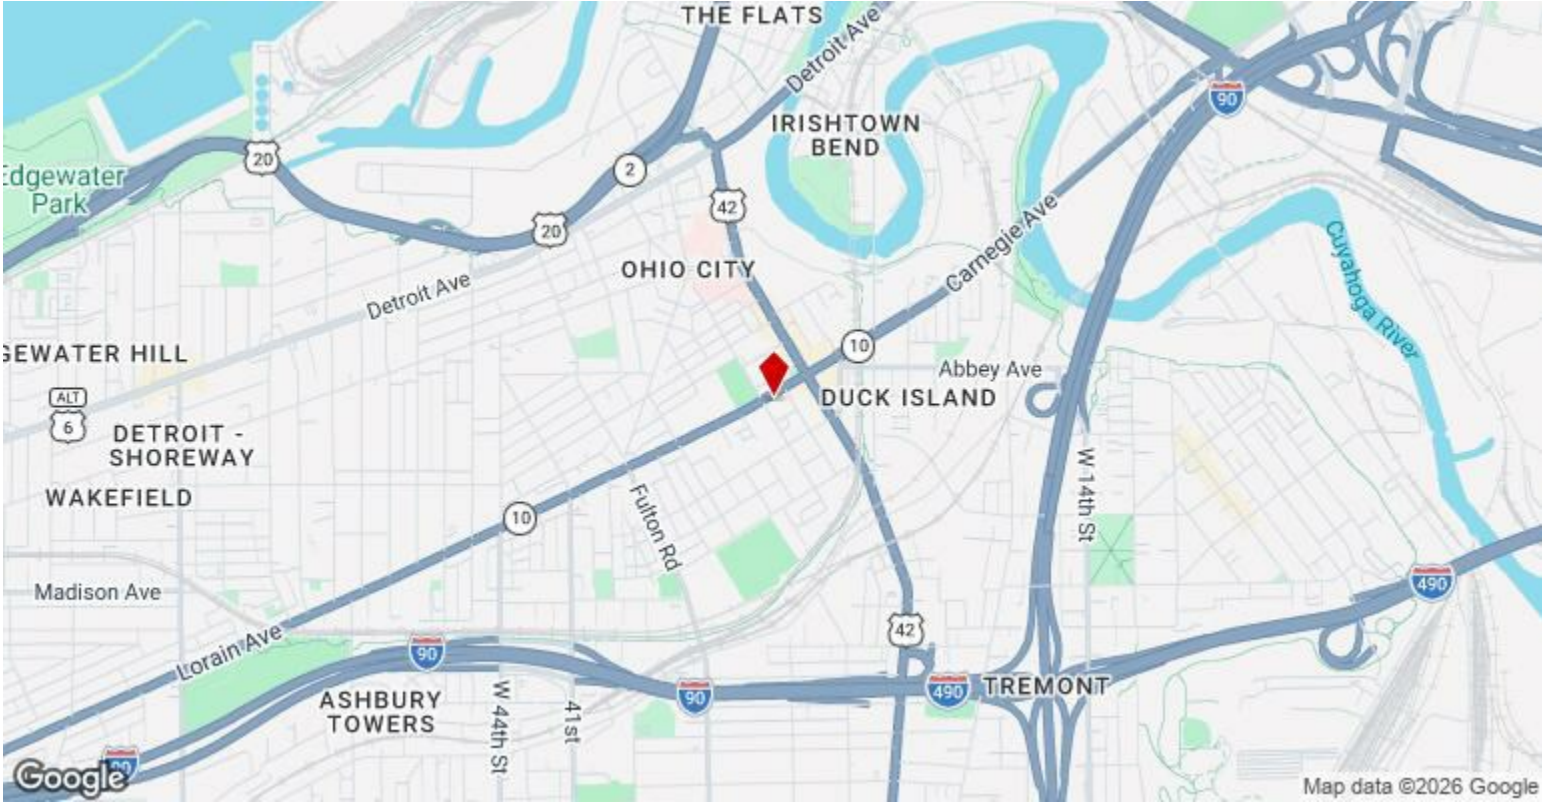 THE FLATS
Detroit Ave
90
IRISHTOWN
BEND
20
2
Edgewater
Park
42
20
Carnegie Ave
Cuyahoga River
OHIO CITY
Detroit Ave
10
GEWATER HILL
Abbey Ave
ALT
6
DUCK ISLAND
DETROIT -
SHOREWAY
WAKEFIELD
W 14th St
10
Fulton Rd
Madison Ave
490
42
Lorain Ave
90
90
490
TREMONT
ASHBURY
TOWERS
W 44th St
41st
90
Google
Map data ©2026 Google